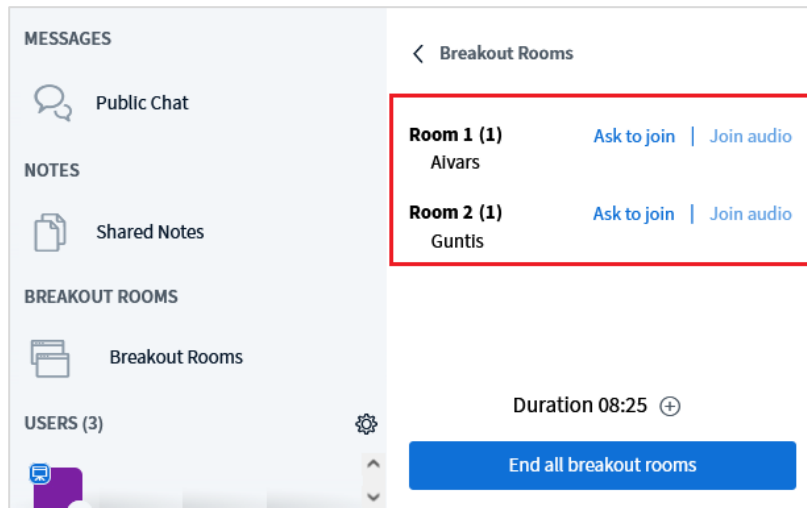 MESSAGES
Public Chat
NOTES
Shared Notes
BREAKOUT ROOMS
Breakout Rooms
USERS (3)
Breakout Rooms
Room 1 (1) Ask to join | Join audio
Aivars
Room 2 (1) Ask to join | Join audio
Guntis
Duration 08:25
End all breakout rooms